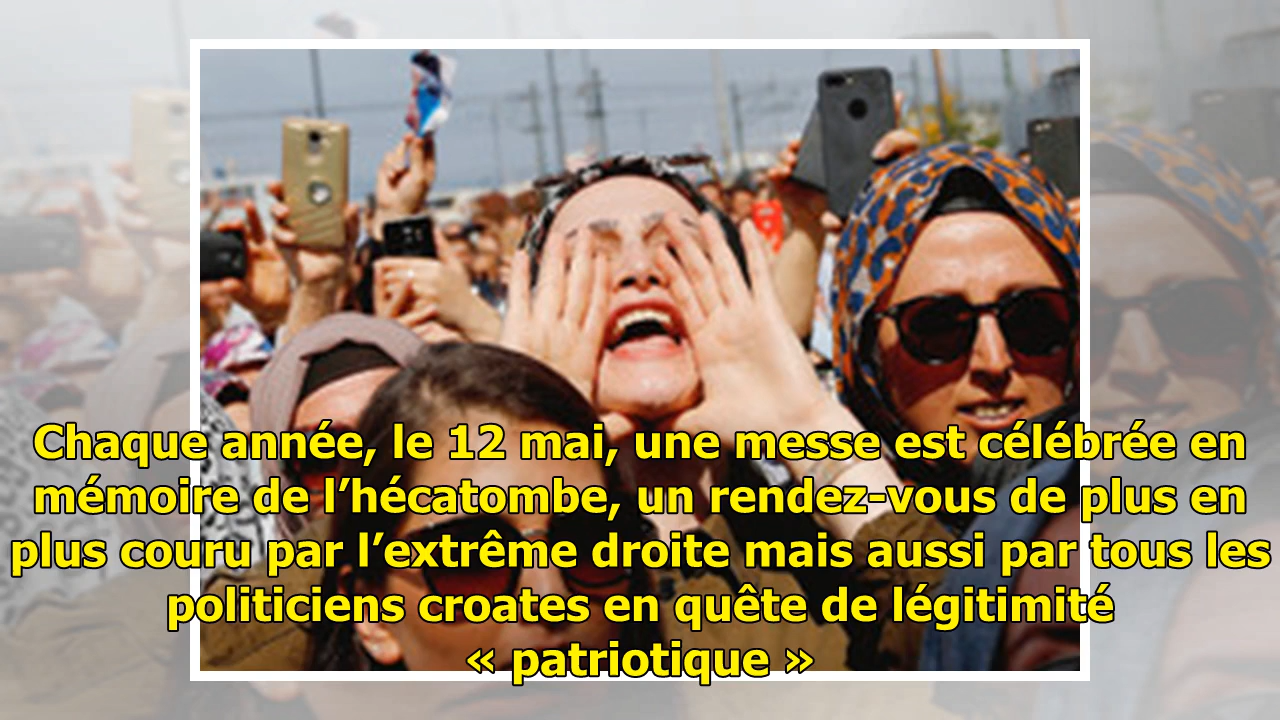 Chaque année, le 12 mai, une messe est célébrée en
mémoire de l’hécatombe, un rendez-vous de plus en
plus couru par l’extrême droite mais aussi par tous les
politiciens croates en quête de légitimité
« patriotique »